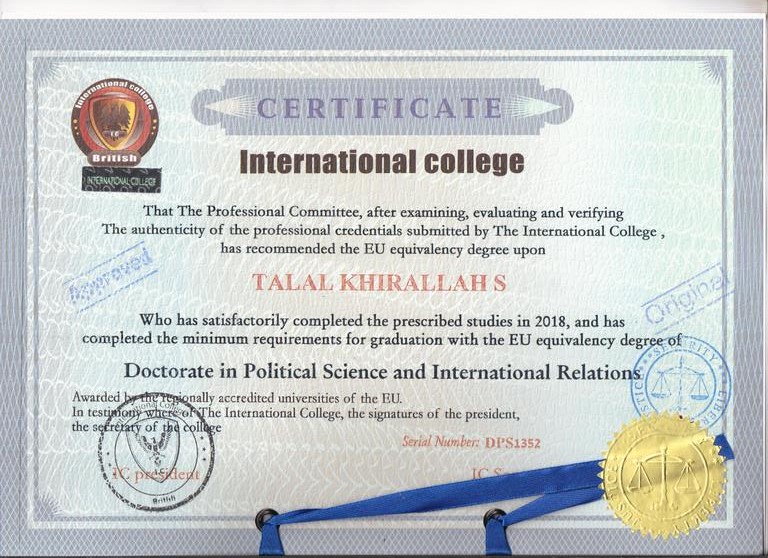 International college
British
INTERNATIONAL COLLEGE
CERTIFICATE
International college
That The Professional Committee, after examining, evaluating and verifying
The authenticity of the professional credentials submitted by The International College ,
has recommended the EU equivalency degree upon
Approved
TALAL KHIRALLAH S
Original
Who has satisfactorily completed the prescribed studies in 2018, and has
completed the minimum requirements for graduation with the EU equivalency degree of
Doctorate in Political Science and International Relations
SECURITY
JUSTICE
LIBERTY
Awarded by the regionally accredited universities of the EU.
In testimony where of The International College, the signatures of the president,
the secretary of the college
Serial Number: DPS1352
IC president
IC
British